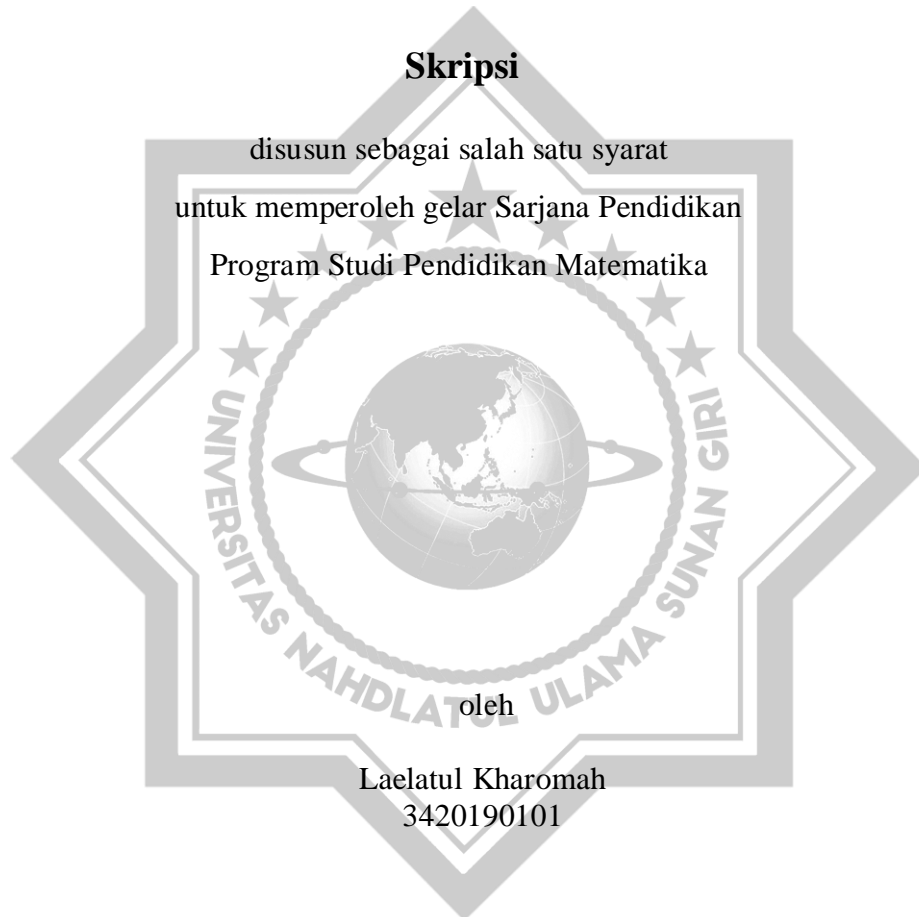 Skripsi
disusun sebagai salah satu syarat
untuk memperoleh gelar Sarjana Pendidikan
Program Studi Pendidikan Matematika
UNIVERSITAS NAHDLATUL ULAMA SUNAN GIRI
oleh
Laelatul Kharomah
3420190101